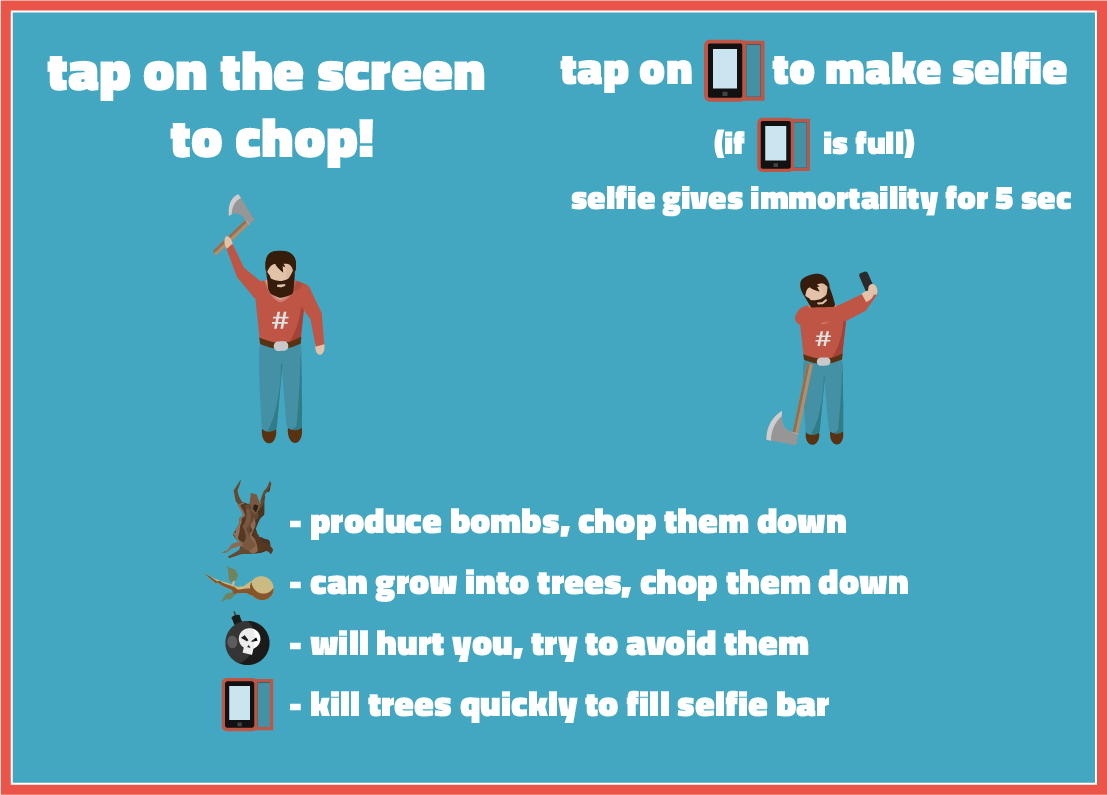 tap on the screen
to chop!
tap on to make selfie
(if is full)
selfie gives immortaility for 5 sec
#
#
- produce bombs, chop them down
- can grow into trees, chop them down
- will hurt you, try to avoid them
- kill trees quickly to fill selfie bar